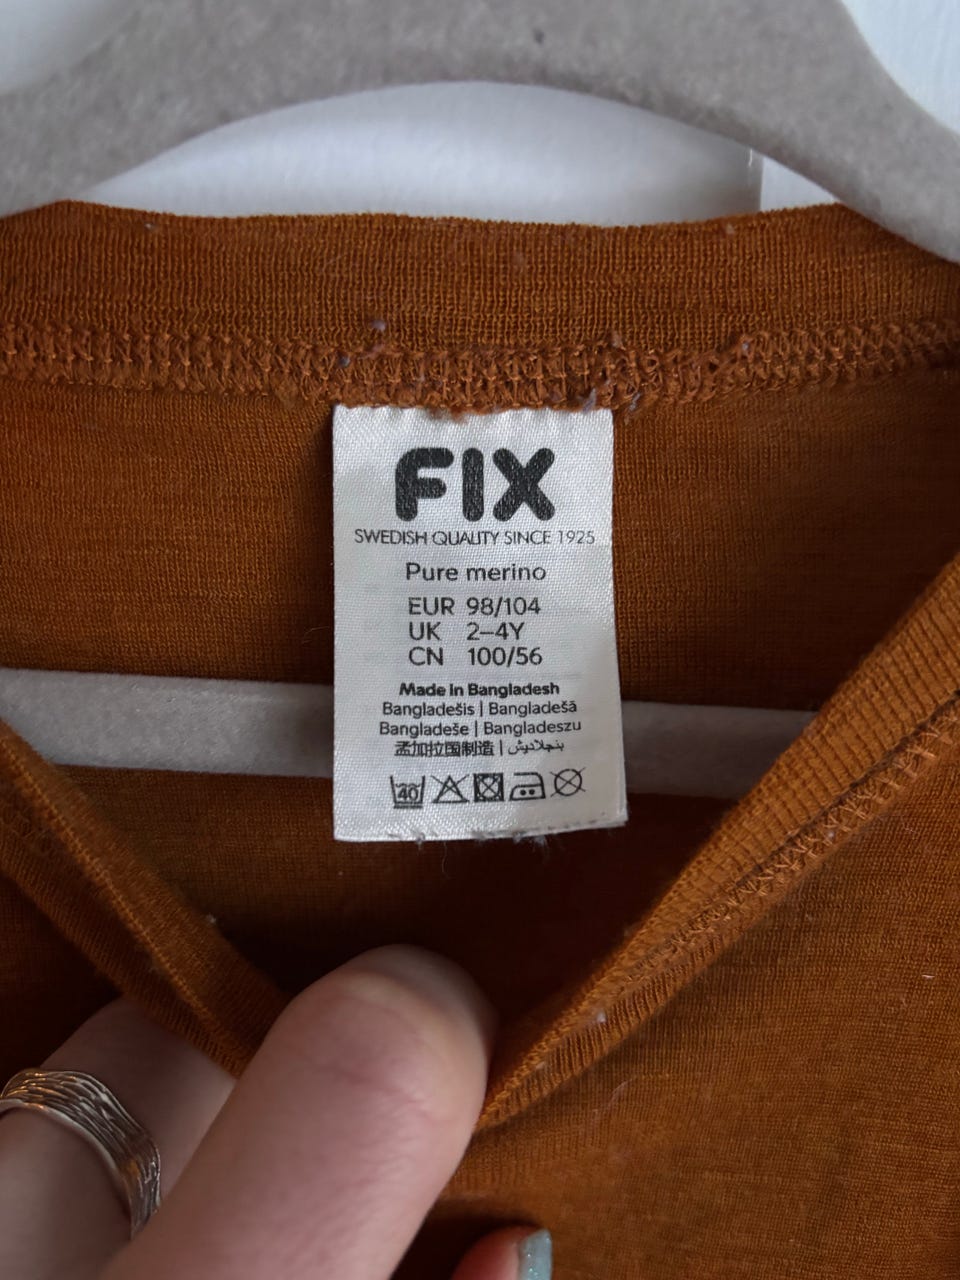 FIX
SWEDISH QUALITY SINCE 1925
Pure merino
EUR 98/104
UK 2–4Y
CN 100/56
Made in Bangladesh
Bangladešis | Bangladešā
Bangladeše | Bangladeszu
孟加拉国制造 | بنجلاديش
40